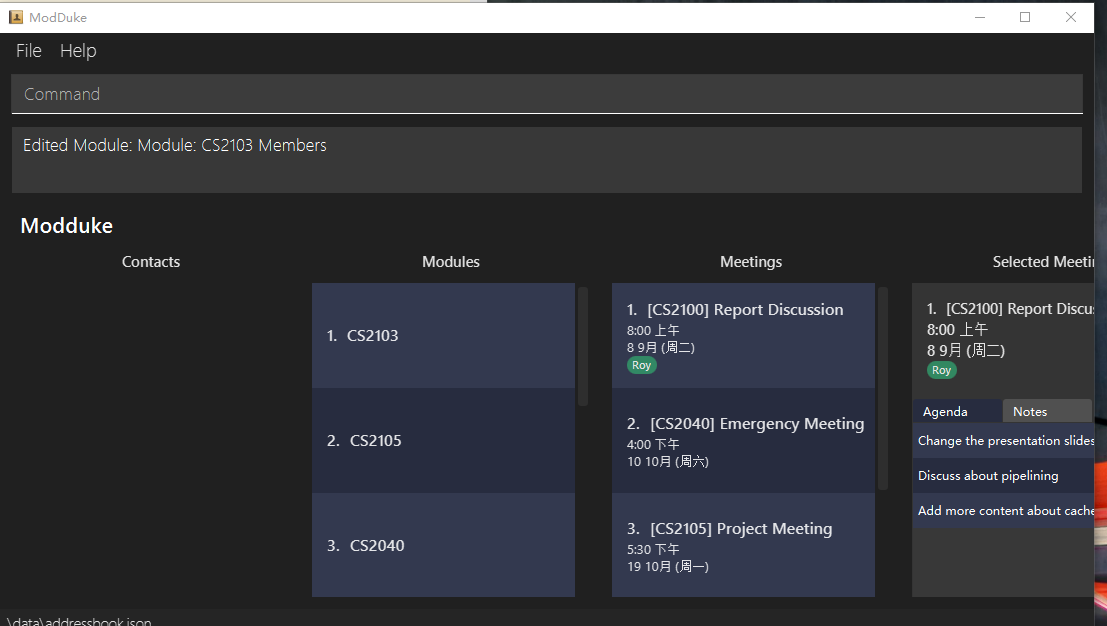 ModDuke
File Help
Command
Edited Module: Module: CS2103 Members
Modduke
Contacts
Modules
Meetings
Selected Meeti
1. CS2103
2. CS2105
3. CS2040
1. [CS2100] Report Discussion
8:00 上午
8 9月 (周二)
Roy
2. [CS2040] Emergency Meeting
4:00 下午
10 10月 (周六)
3. [CS2105] Project Meeting
5:30 下午
19 10月 (周一)
1. [CS2100] Report Discus
8:00 上午
8 9月 (周二)
Roy
Agenda Notes
Change the presentation slides
Discuss about pipelining
Add more content about cache
\data\addressbook.json